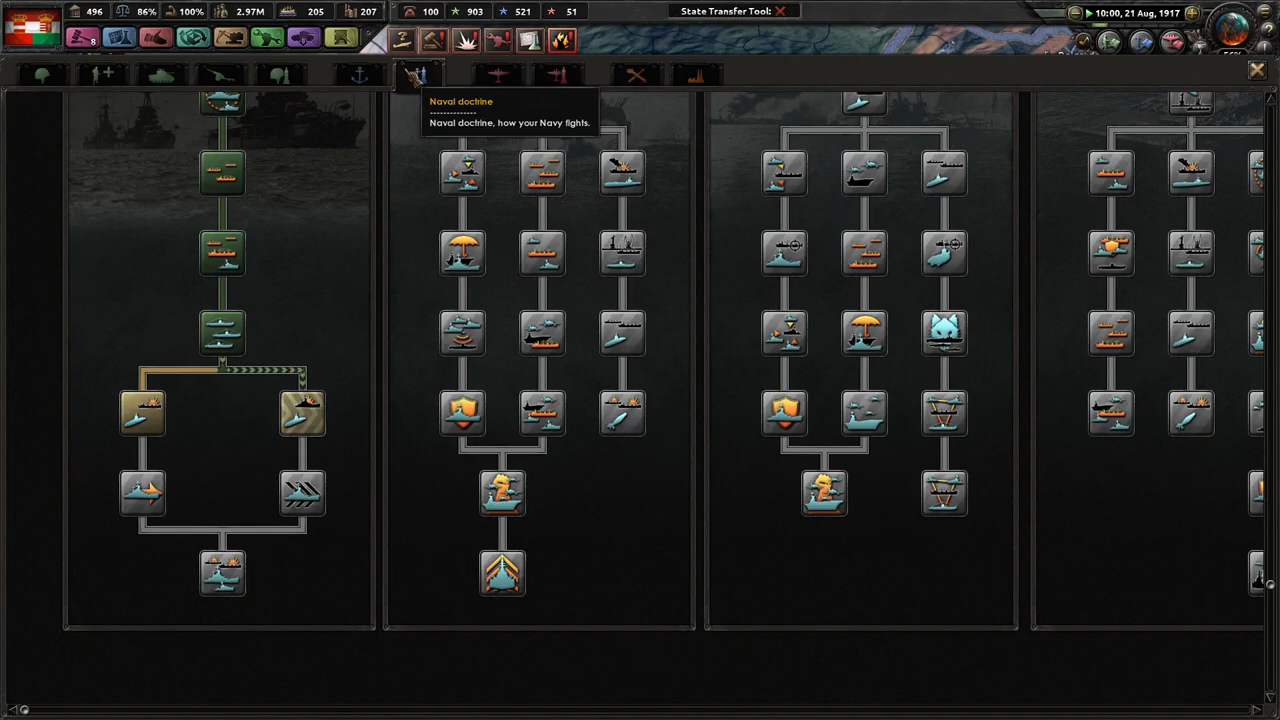 496 86% 100% 2.97M 205 207 100 903 521 51 State Transfer Tool: 10:00, 21 Aug, 1917
8
56%
Naval doctrine
--------------
Naval doctrine, how your Navy fights.